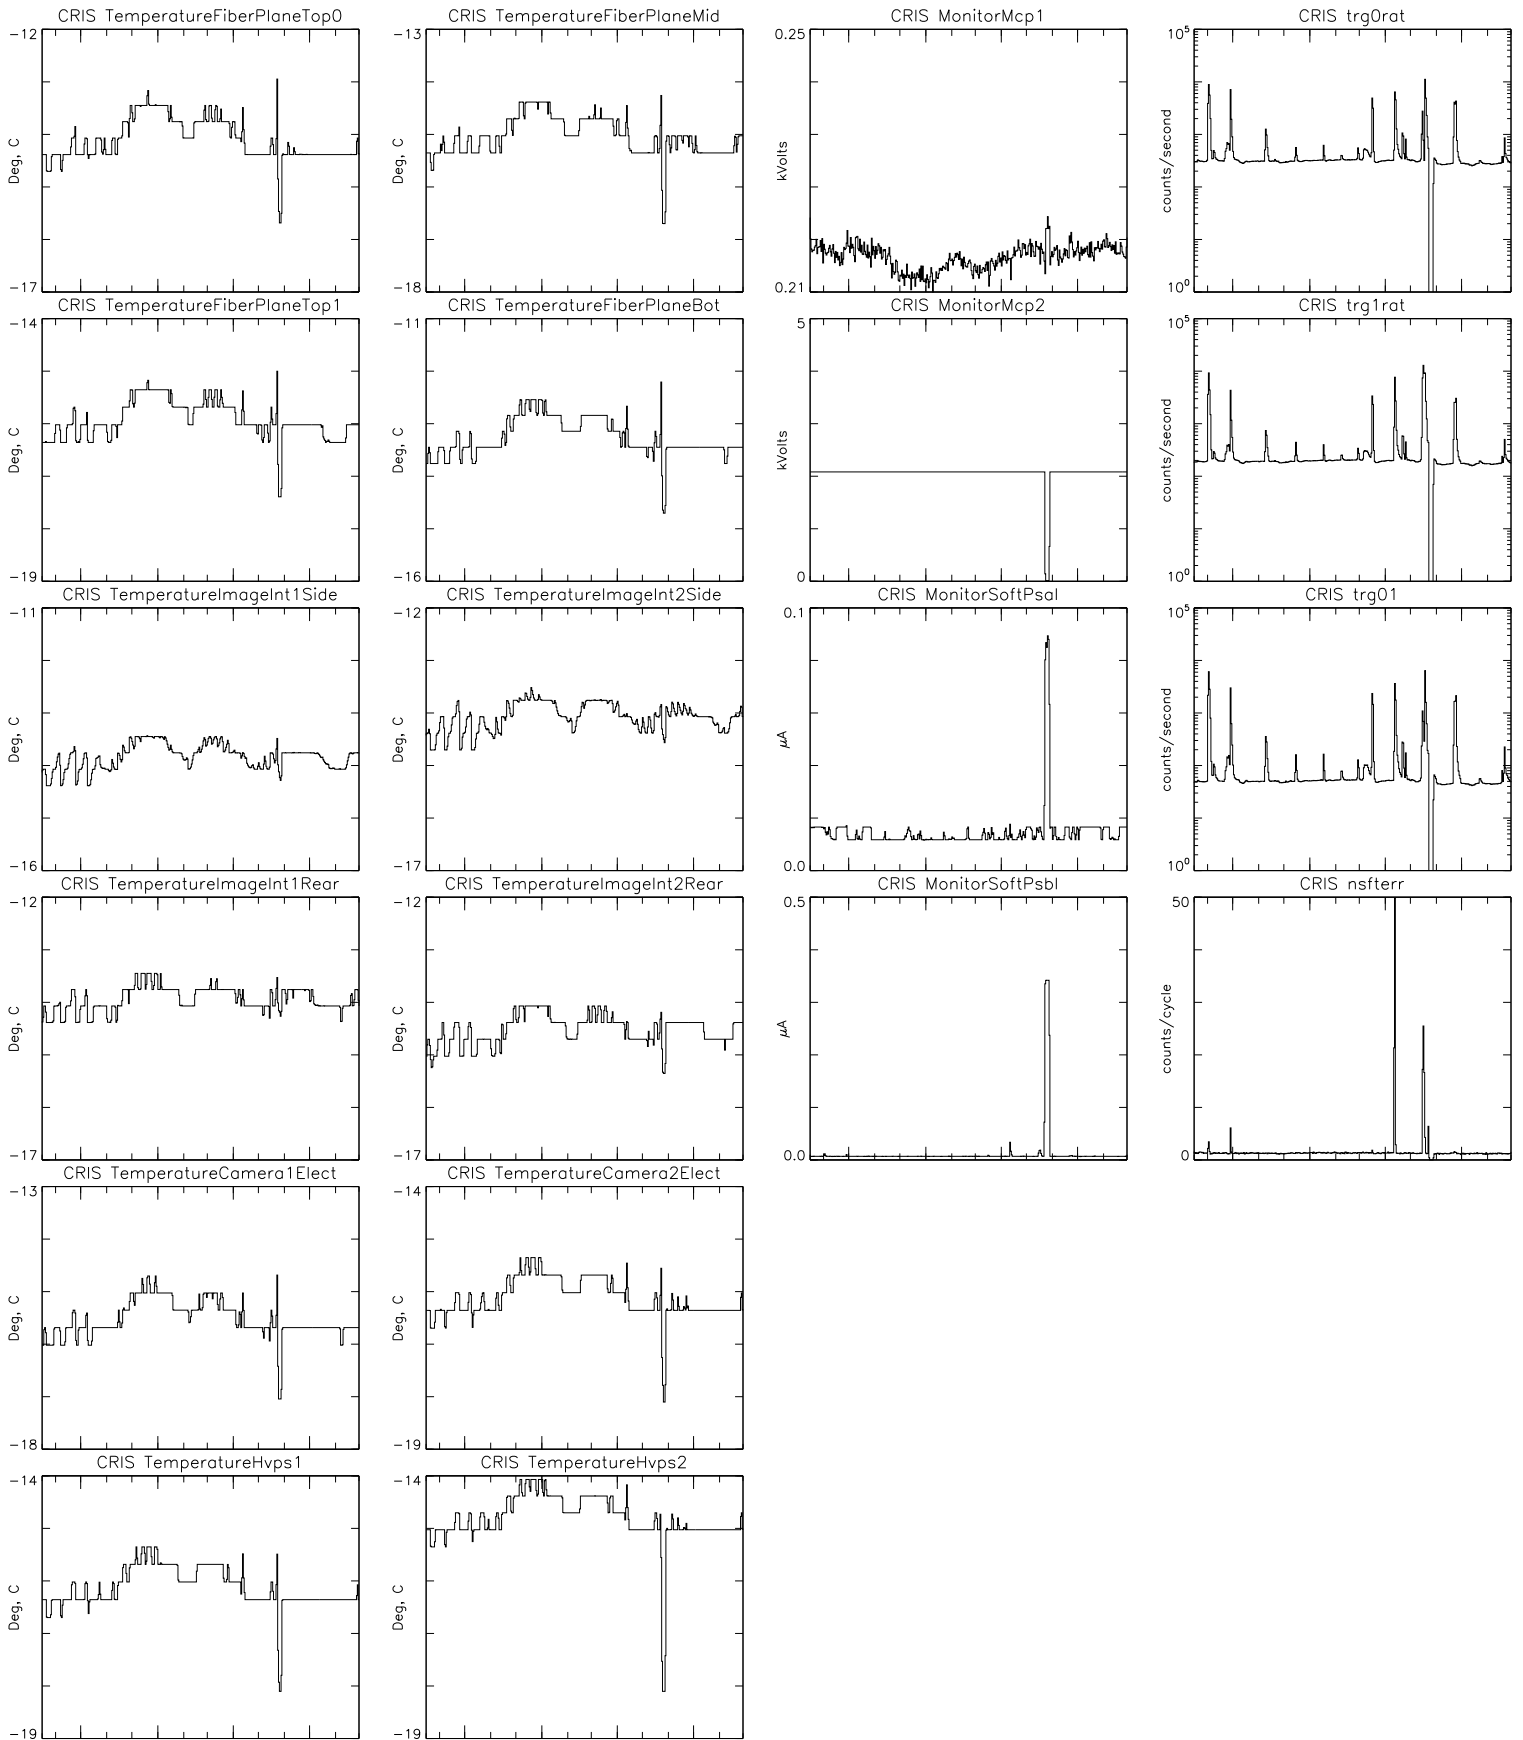 CRIS TemperatureFiberPlaneTop0
-12
Deg, C
-17
CRIS TemperatureFiberPlaneMid
-13
Deg, C
-18
CRIS MonitorMcp1
0.25
kVolts
0.21
CRIS trg0rat
10^5
counts/second
10^0
CRIS TemperatureFiberPlaneTop1
-14
Deg, C
-19
CRIS TemperatureFiberPlaneBot
-11
Deg, C
-16
CRIS MonitorMcp2
5
kVolts
0
CRIS trg1rat
10^5
counts/second
10^0
CRIS TemperatureImageInt1Side
-11
Deg, C
-16
CRIS TemperatureImageInt2Side
-12
Deg, C
-17
CRIS MonitorSoftPsaI
0.1
μA
0.0
CRIS trg01
10^5
counts/second
10^0
CRIS TemperatureImageInt1Rear
-12
Deg, C
-17
CRIS TemperatureImageInt2Rear
-12
Deg, C
-17
CRIS MonitorSoftPsbI
0.5
μA
0.0
CRIS nsfterr
50
counts/cycle
0
CRIS TemperatureCamera1Elect
-13
Deg, C
-18
CRIS TemperatureCamera2Elect
-14
Deg, C
-19
CRIS TemperatureHvps1
-14
Deg, C
-19
CRIS TemperatureHvps2
-14
Deg, C
-19